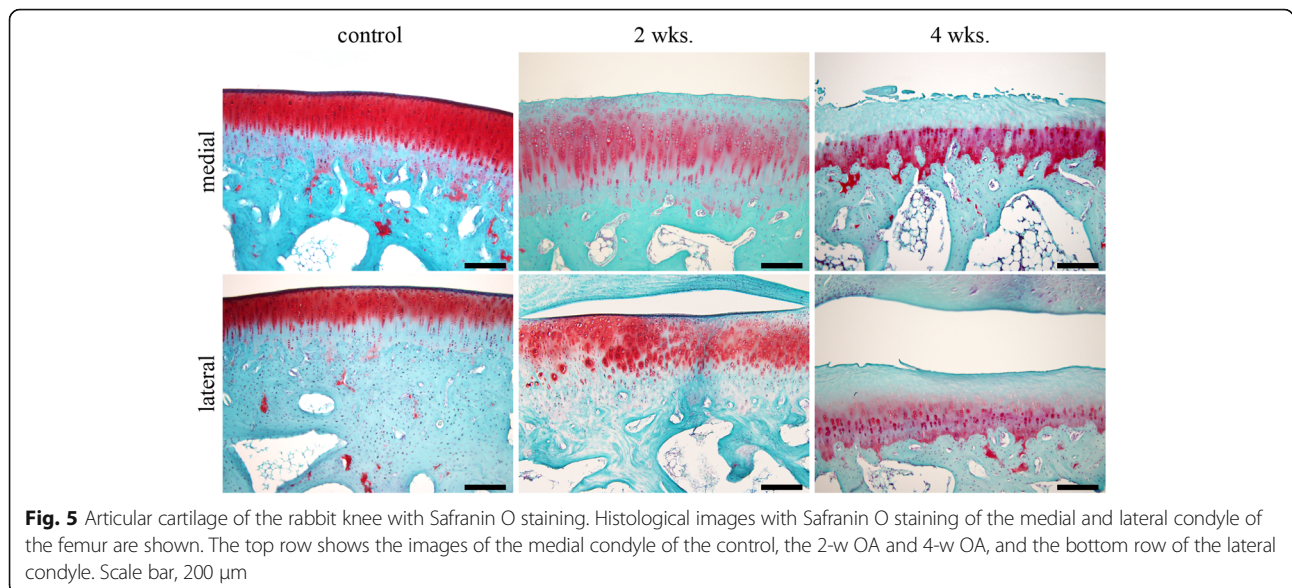 control 2 wks. 4 wks.
medial
lateral
Fig. 5 Articular cartilage of the rabbit knee with Safranin O staining. Histological images with Safranin O staining of the medial and lateral condyle of
the femur are shown. The top row shows the images of the medial condyle of the control, the 2-w OA and 4-w OA, and the bottom row of the lateral
condyle. Scale bar, 200 μm